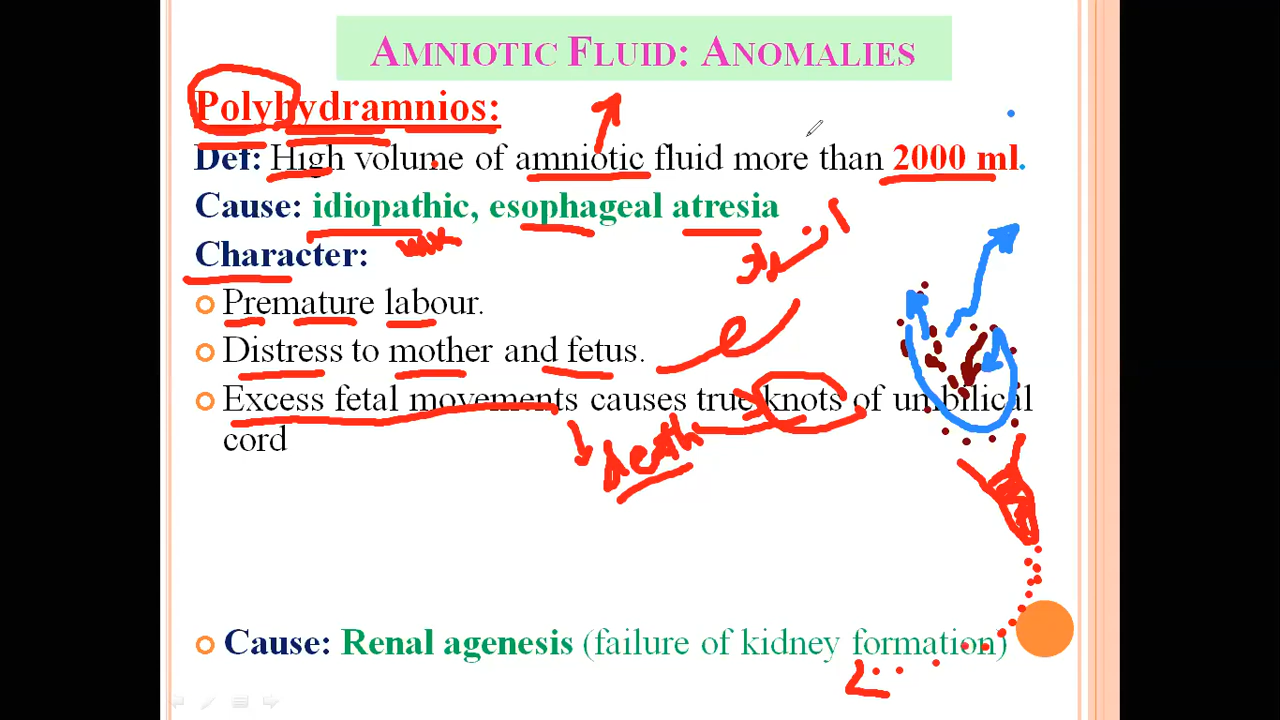 AMNIOTIC FLUID: ANOMALIES
Polyhydramnios:
Def: High volume of amniotic fluid more than 2000 ml.
Cause: idiopathic, esophageal atresia
Character:
Premature labour.
Distress to mother and fetus.
Excess fetal movements causes true knots of umbilical
cord
death
Cause: Renal agenesis (failure of kidney formation)